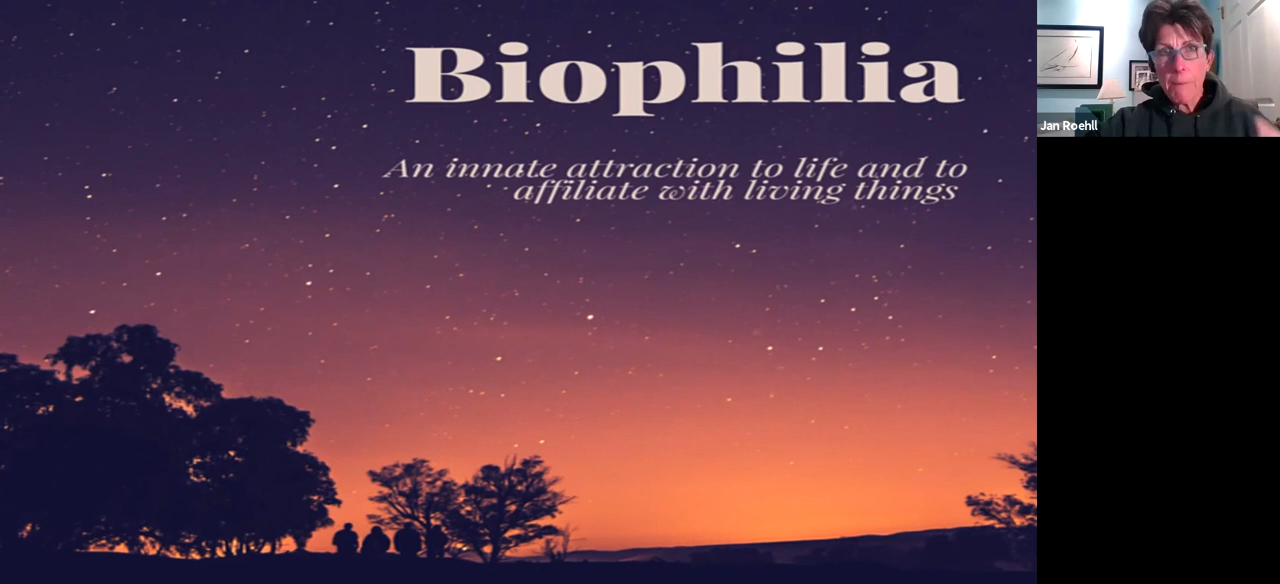 Biophilia
An innate attraction to life and to
affiliate with living things
Jan Roehll